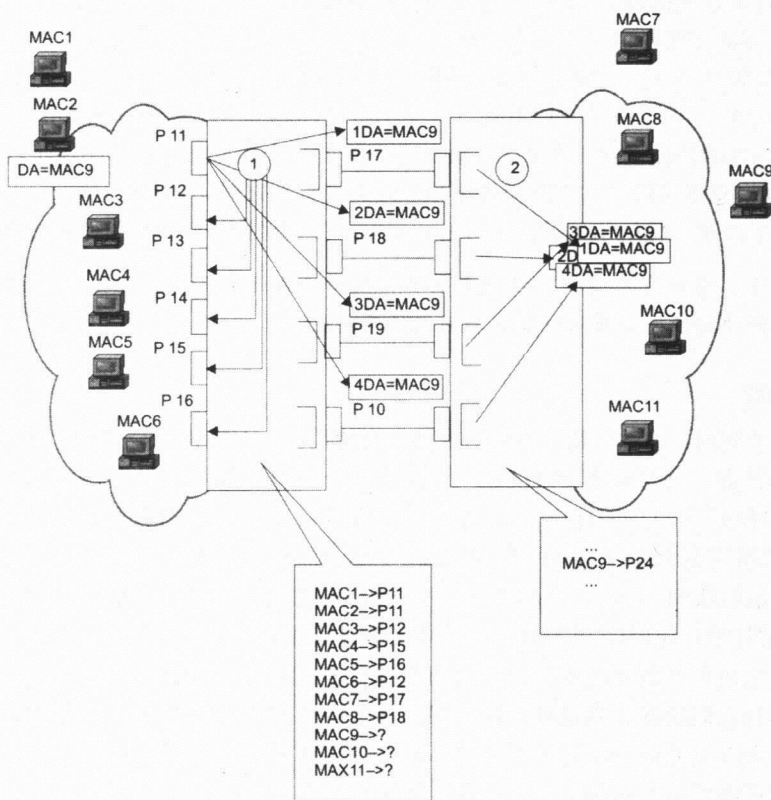 MAC1
MAC2
DA=MAC9
MAC3
MAC4
MAC5
MAC6
P 11
P 12
P 13
P 14
P 15
P 16
1
1DA=MAC9
P 17
2DA=MAC9
P 18
3DA=MAC9
P 19
4DA=MAC9
P 10
2
3DA=MAC9
1DA=MAC9
2D
4DA=MAC9
MAC7
MAC8
MAC9
MAC10
MAC11
MAC1–>P11
MAC2–>P11
MAC3–>P12
MAC4–>P15
MAC5–>P16
MAC6–>P12
MAC7–>P17
MAC8–>P18
MAC9–>?
MAC10–>?
MAX11–>?
...
MAC9–>P24
...